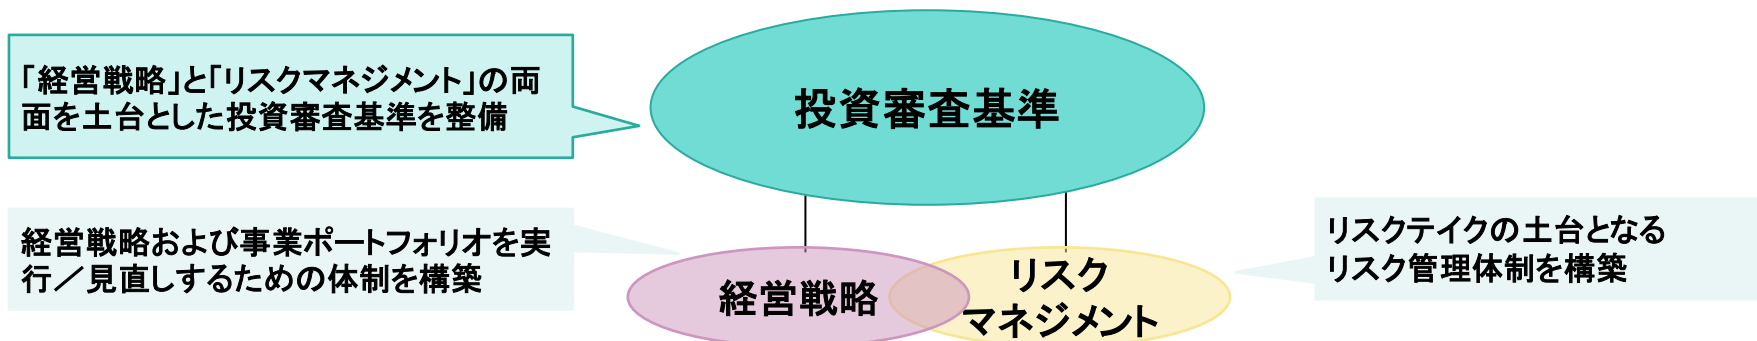 「経営戦略」と「リスクマネジメント」の両
面を土台とした投資審査基準を整備
投資審査基準
経営戦略および事業ポートフォリオを実
行／見直しするための体制を構築
経営戦略
リスク
マネジメント
リスクテイクの土台となる
リスク管理体制を構築